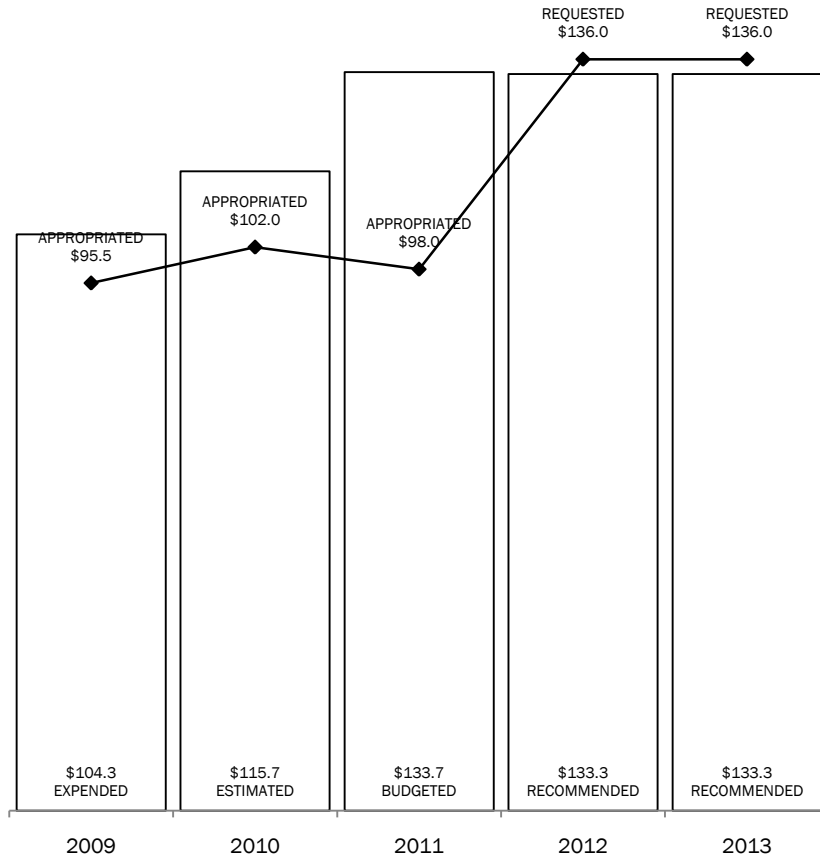 REQUESTED
$136.0
REQUESTED
$136.0
APPROPRIATED
$102.0
APPROPRIATED
$98.0
APPROPRIATED
$95.5
$104.3
EXPENDED
$115.7
ESTIMATED
$133.7
BUDGETED
$133.3
RECOMMENDED
$133.3
RECOMMENDED
2009
2010
2011
2012
2013